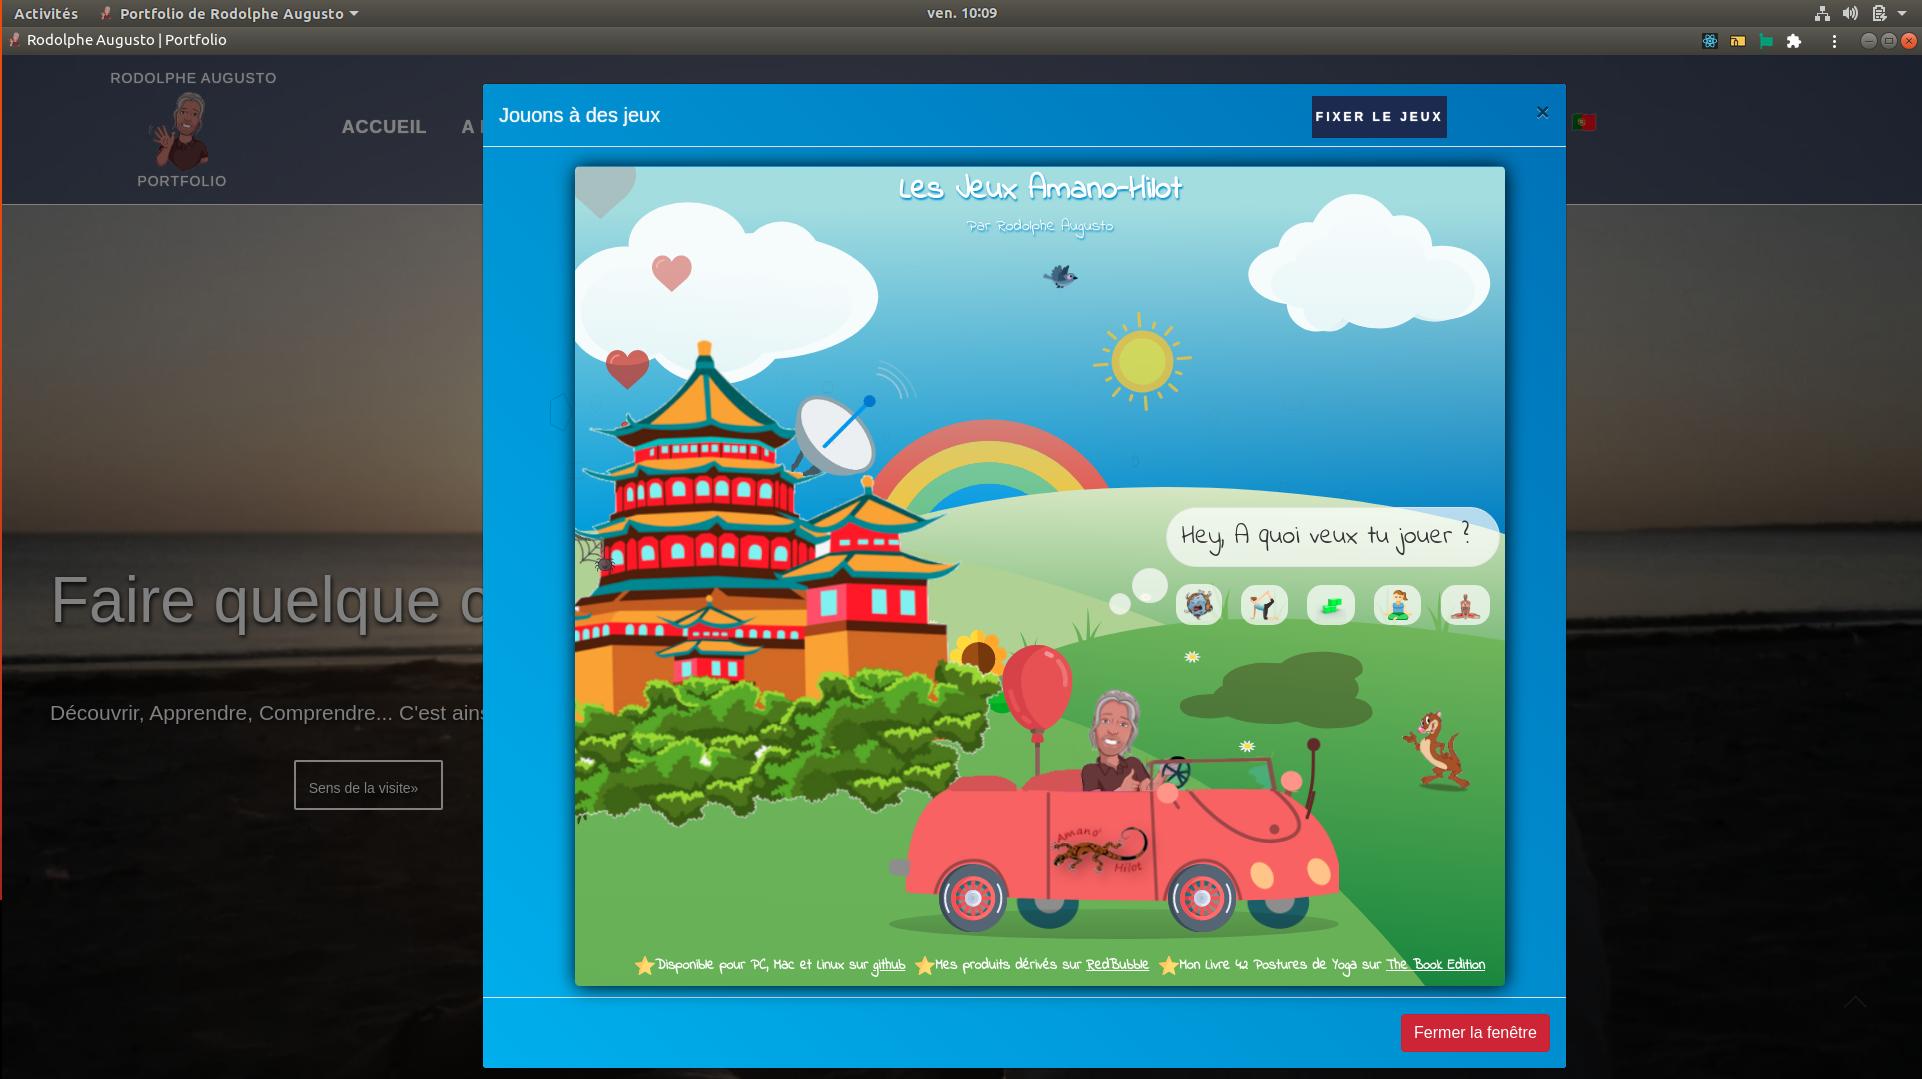 Activités
Portfolio de Rodolphe Augusto
ven. 10:09
Rodolphe Augusto | Portfolio
RODOLPHE AUGUSTO
PORTFOLIO
ACCUEIL
A
Jouons à des jeux
FIXER LE JEUX
×
Les Jeux Amano-Hilot
Par Rodolphe Augusto
Hey, A quoi veux tu jouer ?
Faire quelque
Découvrir, Apprendre, Comprendre... C'est ains
Sens de la visite»
Amano'
Hilot
Disponible pour PC, Mac et Linux sur github
Mes produits dérivés sur RedBubble
Mon Livre 42 Postures de Yoga sur The Book Edition
Fermer la fenêtre